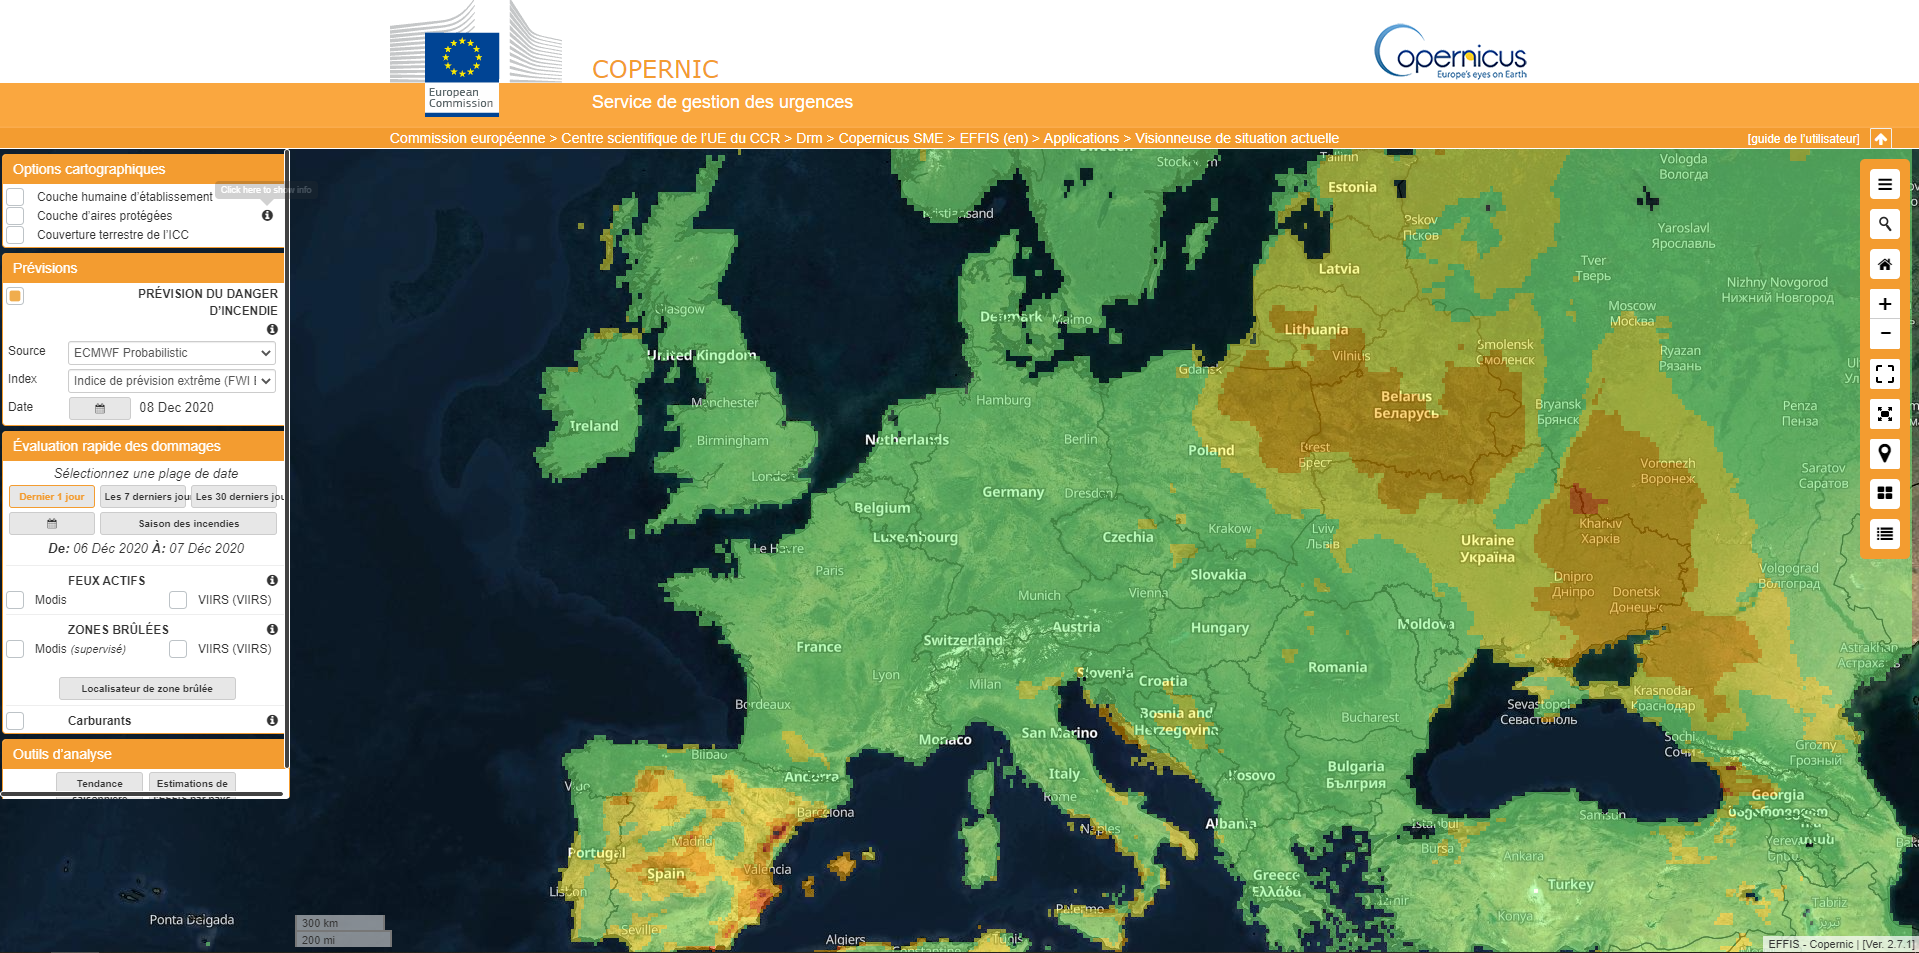 European
Commission
COPERNIC
Copernicus
Europe's eyes on Earth
Service de gestion des urgences
Commission européenne > Centre scientifique de l'UE du CCR > Drm > Copernicus SME > EFFIS (en) > Applications > Visionneuse de situation actuelle
[guide de l'utilisateur]
Options cartographiques
Click here to show info
Couche humaine d'établissement
Couche d'aires protégées
Couverture terrestre de l'ICC
Prévisions
PRÉVISION DU DANGER
D'INCENDIE
Source
ECMWF Probabilistic
Index
Indice de prévision extrême (FWI
Date
08 Dec 2020
Évaluation rapide des dommages
Sélectionnez une plage de date
Dernier 1 jour
Les 7 derniers jou
Les 30 derniers jou
Saison des incendies
De: 06 Déc 2020 À: 07 Déc 2020
FEUX ACTIFS
Modis
VIIRS (VIIRS)
ZONES BRÛLÉES
Modis (supervisé)
VIIRS (VIIRS)
Localisateur de zone brûlée
Carburants
Outils d'analyse
Tendance
Estimations de
Tallinn
Estonia
Vologda
Вологда
Pskov
Псков
Yaroslavl
Ярославль
Tver
Тверь
Latvia
Nizhny Novgorod
Нижний Новгород
Moscow
Москва
Glasgow
Denmark
Malmo
Lithuania
Vilnius
Smolensk
Смоленск
Ryazan
Рязань
United Kingdom
Gdansk
Hamburg
Belarus
Беларусь
Bryansk
Брянск
Penza
Пенза
Manchester
Ireland
Birmingham
Netherlands
Berlin
Poland
Brest
Брест
Voronezh
Воронеж
Saratov
Саратов
London
Germany
Dresden
Belgium
Krakow
Lviv
Львів
Kharkiv
Харків
Luxembourg
Czechia
Ukraine
Україна
Le Havre
Paris
Slovakia
Dnipro
Дніпро
Donetsk
Донецьк
Volgograd
Волгоград
Munich
Vienna
Austria
Hungary
Moldova
Switzerland
France
Romania
Astrakhan
Lyon
Milan
Slovenia
Croatia
Krasnodar
Краснодар
Bordeaux
Sevastopol
Севастополь
Bosnia and
Herzegovina
Bucharest
Monaco
San Marino
Sochi
Сочи
Grozny
Грозный
Bilbao
Andorra
Italy
Kosovo
Bulgaria
България
Rome
Georgia
საქართველო
Barcelona
Naples
Albania
Istanbul
Samsun
Madrid
Portugal
Bursa
Ankara
Spain
Valencia
Greece
Ελλάδα
Turkey
Lisbon
Izmir
Tabriz
تبریز
Palermo
Konya
Ponta Delgada
Seville
Algiers
Tunis
Constantine
300 km
200 mi
EFFIS - Copernic | [Ver. 2.7.1]